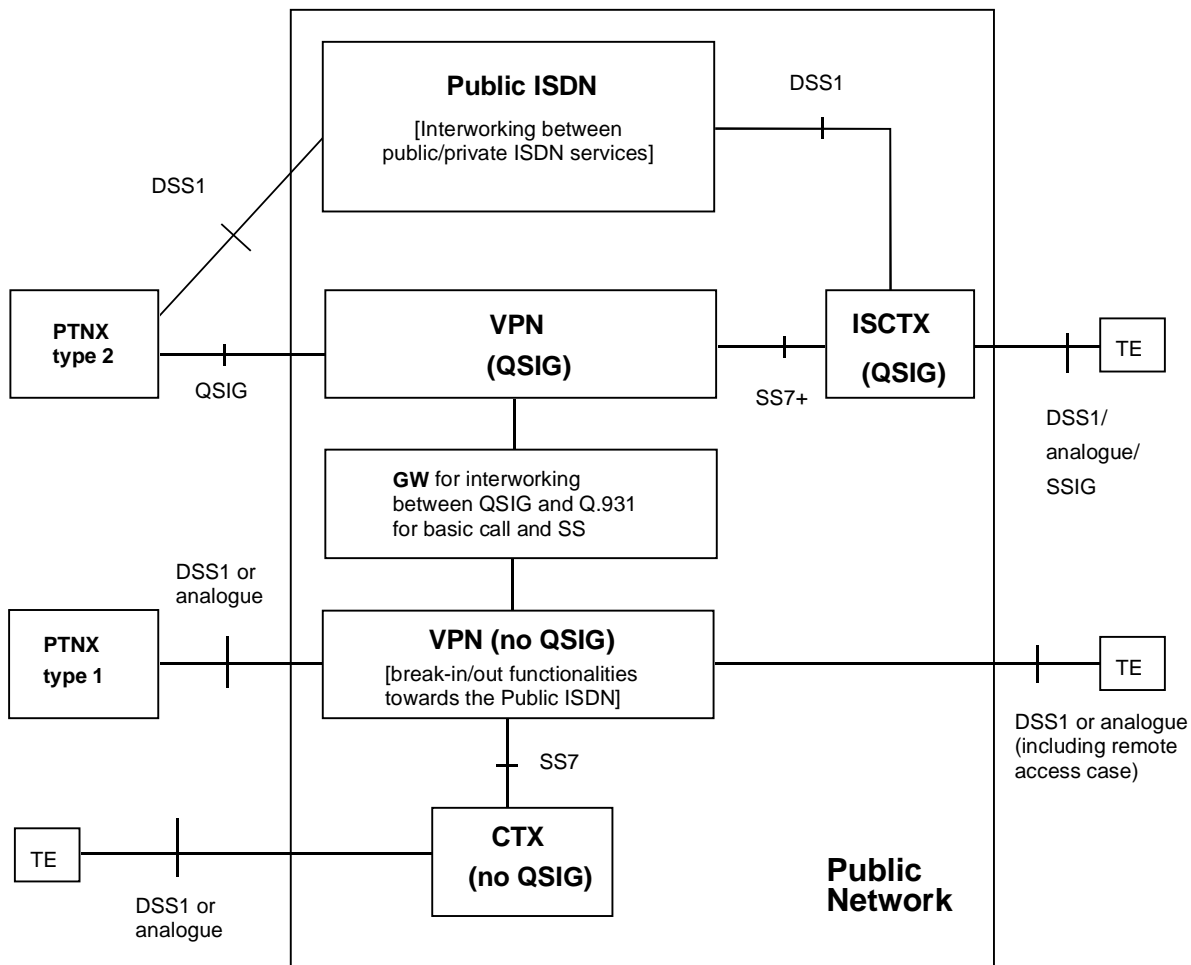 Public ISDN
[Interworking between
public/private ISDN services]
DSS1
DSS1
PTNX
type 2
QSIG
VPN
(QSIG)
SS7+
ISCTX
(QSIG)
TE
DSS1/
analogue/
SSIG
GW for interworking
between QSIG and Q.931
for basic call and SS
DSS1 or
analogue
PTNX
type 1
VPN (no QSIG)
[break-in/out functionalities
towards the Public ISDN]
TE
DSS1 or analogue
(including remote
access case)
SS7
CTX
(no QSIG)
TE
DSS1 or
analogue
Public
Network